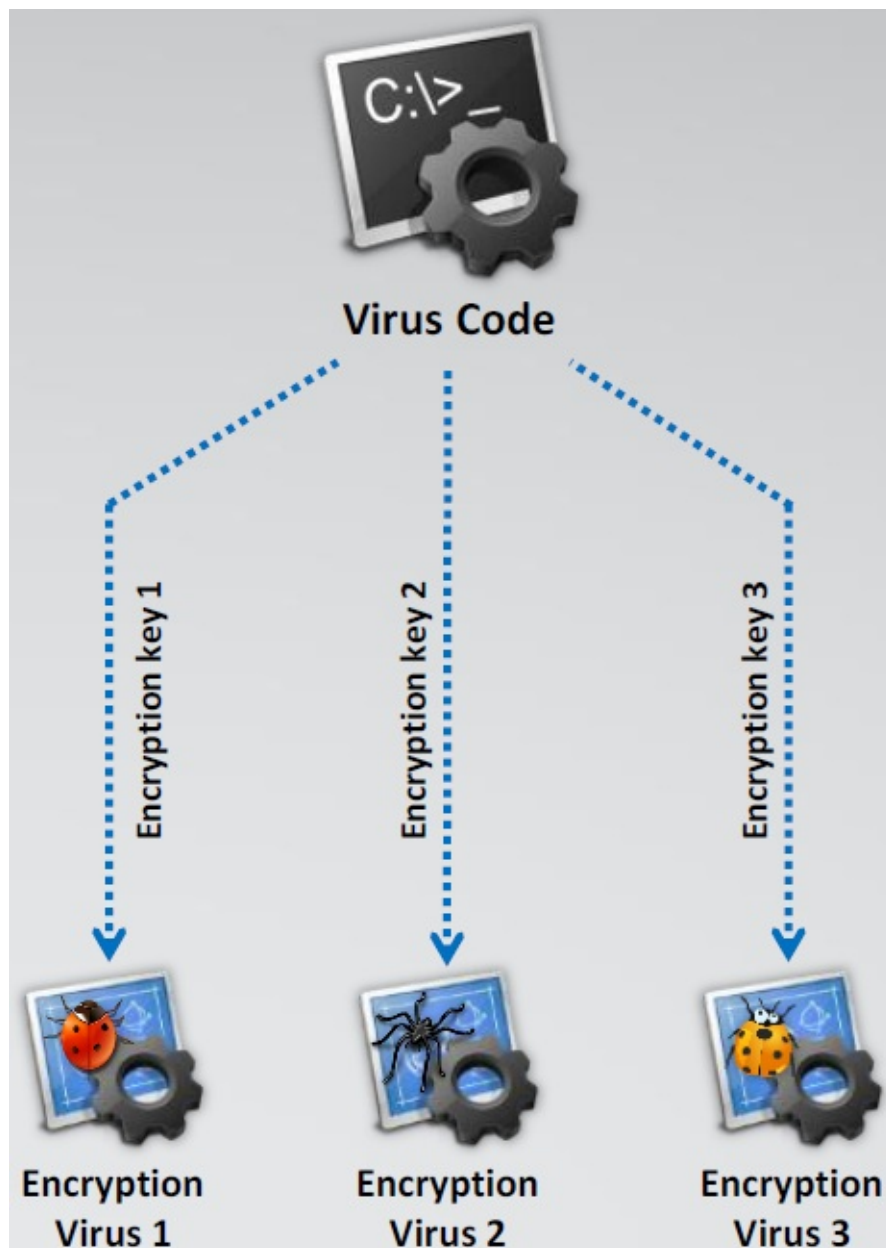 C:\>_
Virus Code
Encryption key 1
Encryption key 2
Encryption key 3
Encryption
Virus 1
Encryption
Virus 2
Encryption
Virus 3